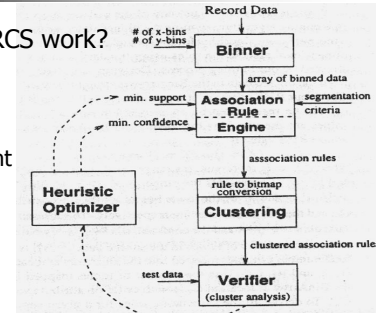 RCS work?
nt
Record Data
# of x-bins
# of y-bins
Binner
array of binned data
min. support
Association
Rule
Engine
segmentation
criteria
min. confidence
asssociation rules
rule to bitmap
conversion
Clustering
Heuristic
Optimizer
clustered association rules
test data
Verifier
(cluster analysis)